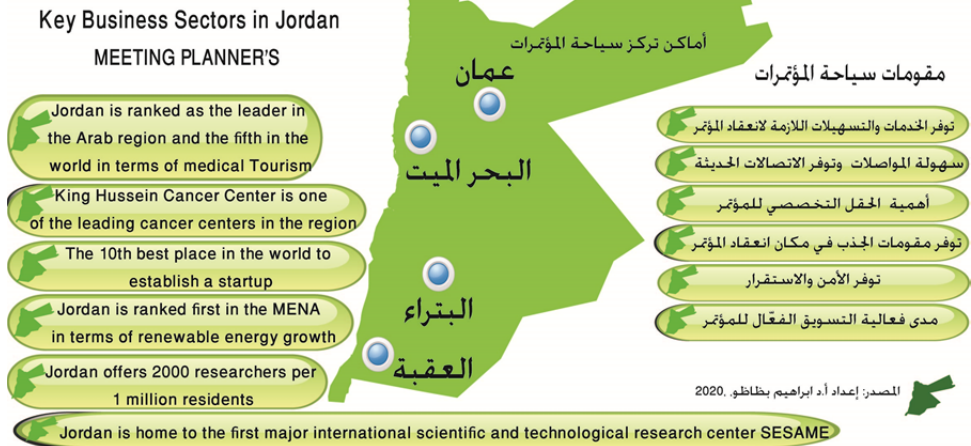 Key Business Sectors in Jordan
MEETING PLANNER'S
Jordan is ranked as the leader in
the Arab region and the fifth in the
world in terms of medical Tourism
King Hussein Cancer Center is one
of the leading cancer centers in the region
The 10th best place in the world to
establish a startup
Jordan is ranked first in the MENA
in terms of renewable energy growth
Jordan offers 2000 researchers per
1 million residents
Jordan is home to the first major international scientific and technological research center SESAME
أماكن تركز سياحة المؤتمرات
عمان
البحر الميت
البتراء
العقبة
مقومات سياحة المؤتمرات
توفر الخدمات والتسهيلات اللازمة لانعقاد المؤتمر
سهولة المواصلات وتوفر الاتصالات الحديثة
أهمية الحقل التخصصي للمؤتمر
توفر مقومات الجذب في مكان انعقاد المؤتمر
توفر الأمن والاستقرار
مدى فعالية التسويق الفعّال للمؤتمر
المصدر: إعداد أ.د ابراهيم بظاظو، 2020.